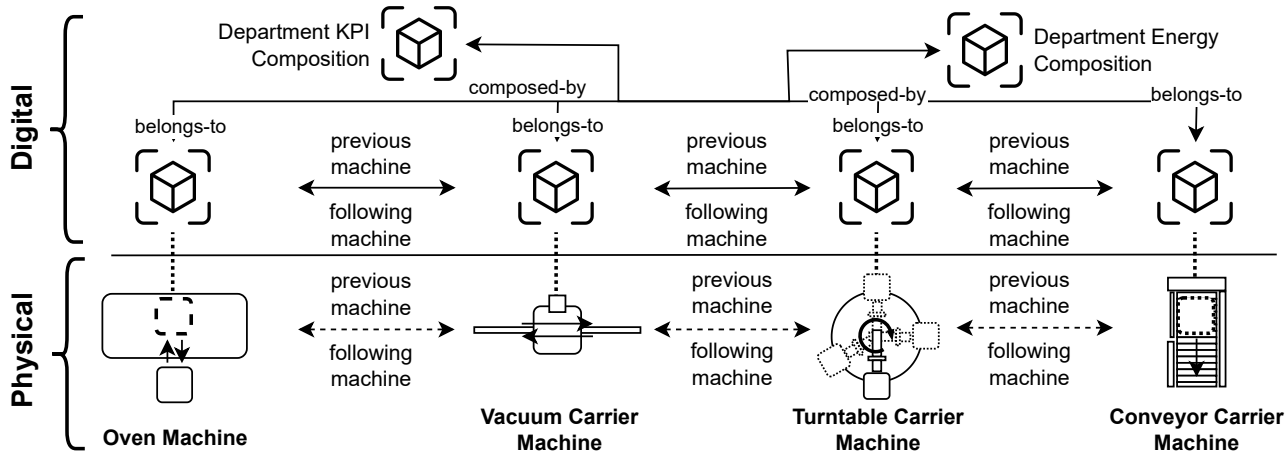 Department KPI
Composition
Department Energy
Composition
composed-by
composed-by
belongs-to
belongs-to
belongs-to
belongs-to
Digital
previous
machine
previous
machine
previous
machine
following
machine
following
machine
following
machine
Physical
previous
machine
previous
machine
previous
machine
following
machine
following
machine
following
machine
Oven Machine
Vacuum Carrier
Machine
Turntable Carrier
Machine
Conveyor Carrier
Machine